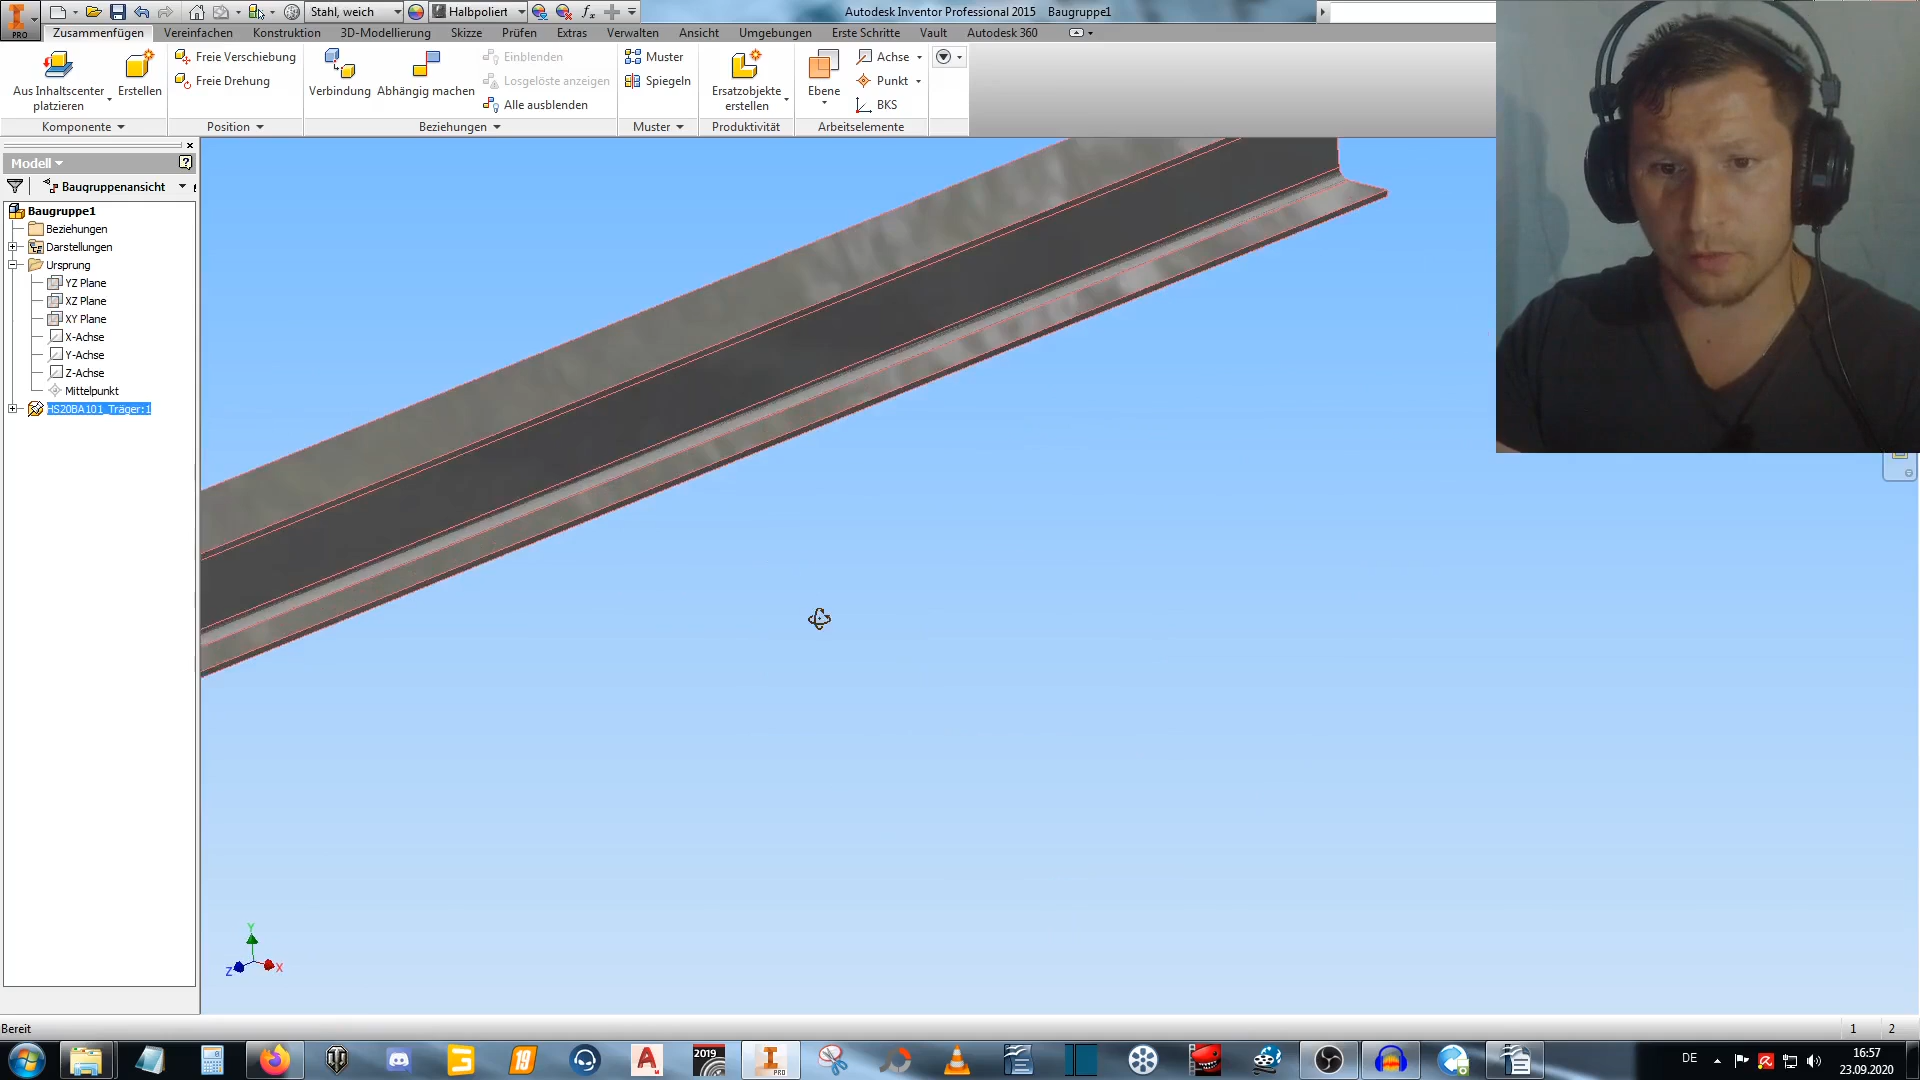 Stahl, weich
Halbpoliert
Autodesk Inventor Professional 2015 Baugruppe1
PRO
Zusammenfügen Vereinfachen Konstruktion 3D-Modellierung Skizze Prüfen Extras Verwalten Ansicht Umgebungen Erste Schritte Vault Autodesk 360
Aus Inhaltscenter
platzieren
Erstellen
Komponente
Freie Verschiebung
Freie Drehung
Position
Verbindung
Abhängig machen
Einblenden
Losgelöste anzeigen
Alle ausblenden
Beziehungen
Muster
Spiegeln
Muster
Ersatzobjekte
erstellen
Produktivität
Ebene
Achse
Punkt
BKS
Arbeitselemente
Modell
Baugruppenansicht
Baugruppe1
Beziehungen
Darstellungen
Ursprung
YZ Plane
XZ Plane
XY Plane
X-Achse
Y-Achse
Z-Achse
Mittelpunkt
HS20BA101_Träger:1
Y
Z X
Bereit
1 2
19
2019
PRO
DE
16:57
23.09.2020